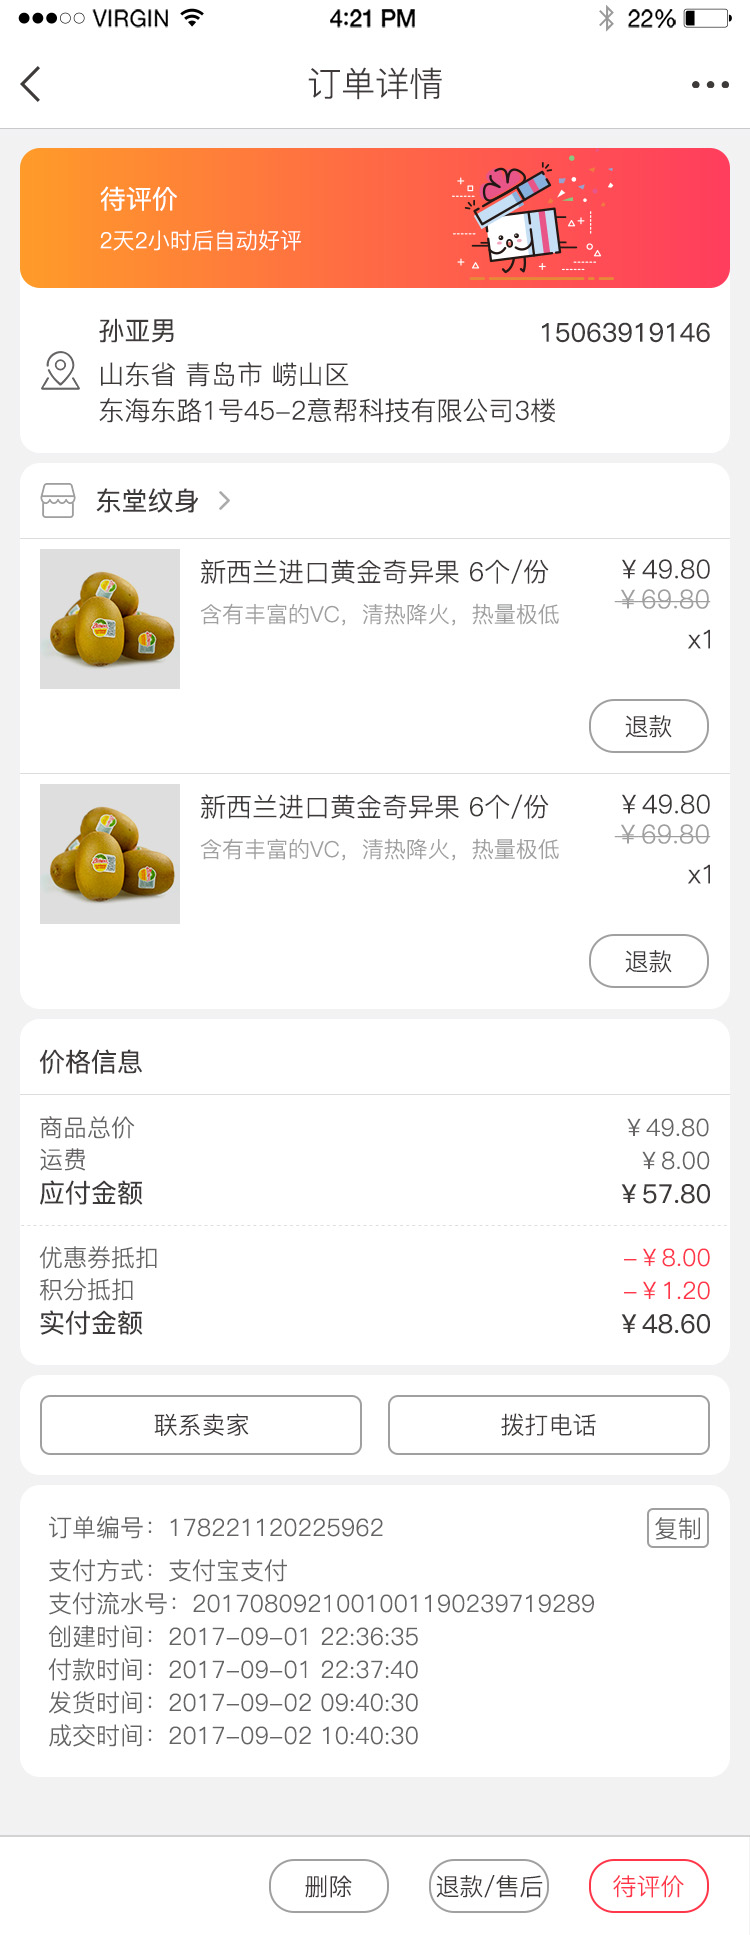 VIRGIN 4:21 PM 22%
订单详情
待评价
2天2小时后自动好评
孙亚男 15063919146
山东省 青岛市 崂山区
东海东路1号45-2意帮科技有限公司3楼
东堂纹身
新西兰进口黄金奇异果 6个/份 ¥49.80
含有丰富的VC，清热降火，热量极低 ¥69.80
x1
退款
新西兰进口黄金奇异果 6个/份 ¥49.80
含有丰富的VC，清热降火，热量极低 ¥69.80
x1
退款
价格信息
商品总价 ¥49.80
运费 ¥8.00
应付金额 ¥57.80
优惠券抵扣 -¥8.00
积分抵扣 -¥1.20
实付金额 ¥48.60
联系卖家 拨打电话
订单编号：178221120225962 复制
支付方式：支付宝支付
支付流水号：2017080921001001190239719289
创建时间：2017-09-01 22:36:35
付款时间：2017-09-01 22:37:40
发货时间：2017-09-02 09:40:30
成交时间：2017-09-02 10:40:30
删除 退款/售后 待评价